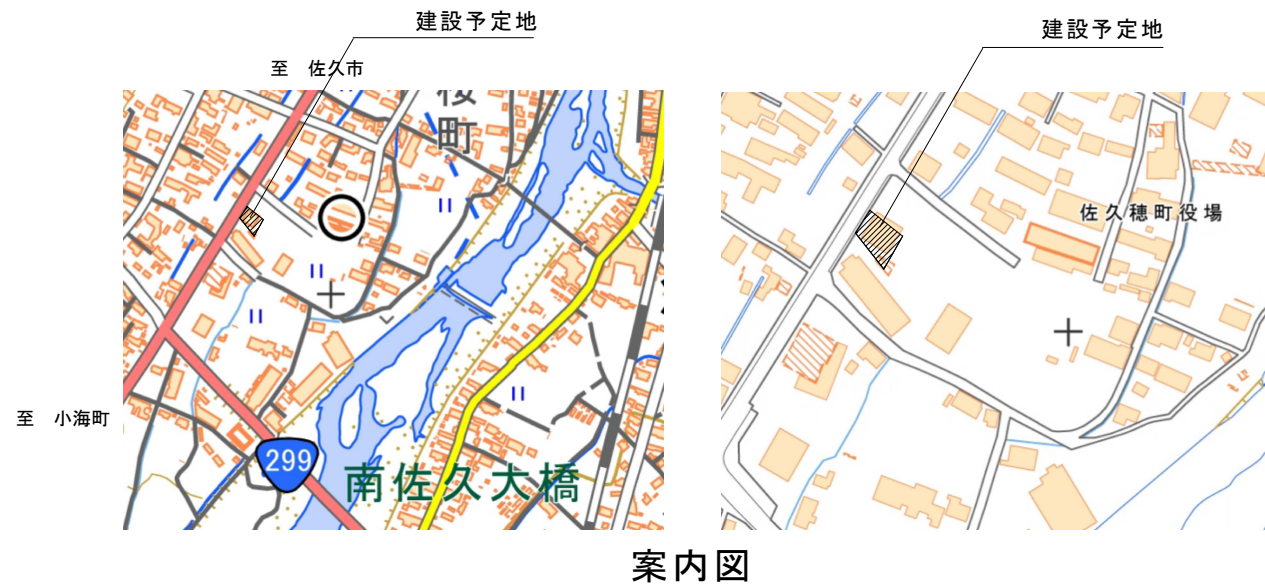 建設予定地
建設予定地
至 佐久市
桜町
佐久穂町役場
至 小海町
299
南佐久大橋
案内図